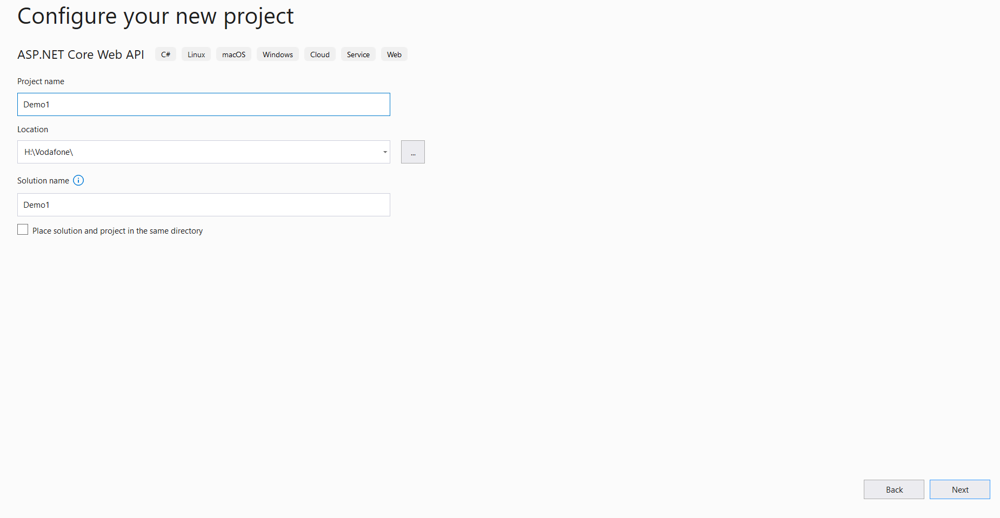 Configure your new project
ASP.NET Core Web API C# Linux macOS Windows Cloud Service Web
Project name
Demo1
Location
H:\Vodafone\
...
Solution name
Demo1
Place solution and project in the same directory
Back Next